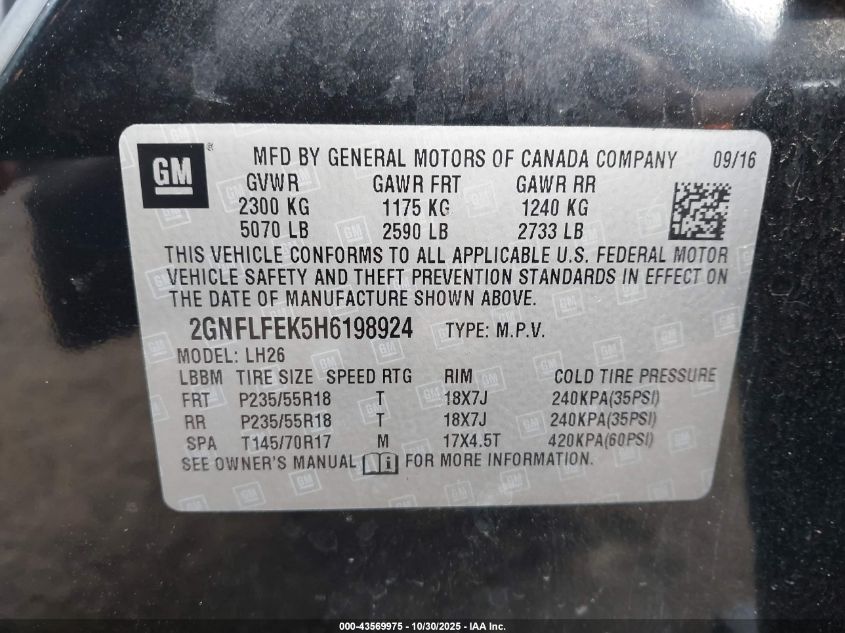 GM ® MFD BY GENERAL MOTORS OF CANADA COMPANY 09/16
GVWR GAWR FRT GAWR RR
2300 KG 1175 KG 1240 KG
5070 LB 2590 LB 2733 LB
THIS VEHICLE CONFORMS TO ALL APPLICABLE U.S. FEDERAL MOTOR
VEHICLE SAFETY AND THEFT PREVENTION STANDARDS IN EFFECT ON
THE DATE OF MANUFACTURE SHOWN ABOVE.
2GNFLFEK5H6198924 TYPE: M.P.V.
MODEL: LH26
LBBM TIRE SIZE SPEED RTG RIM COLD TIRE PRESSURE
FRT P235/55R18 T 18X7J 240KPA(35PSI)
RR P235/55R18 T 18X7J 240KPA(35PSI)
SPA T145/70R17 M 17X4.5T 420KPA(60PSI)
SEE OWNER'S MANUAL i FOR MORE INFORMATION.
000-43569975 - 10/30/2025 - IAA Inc.